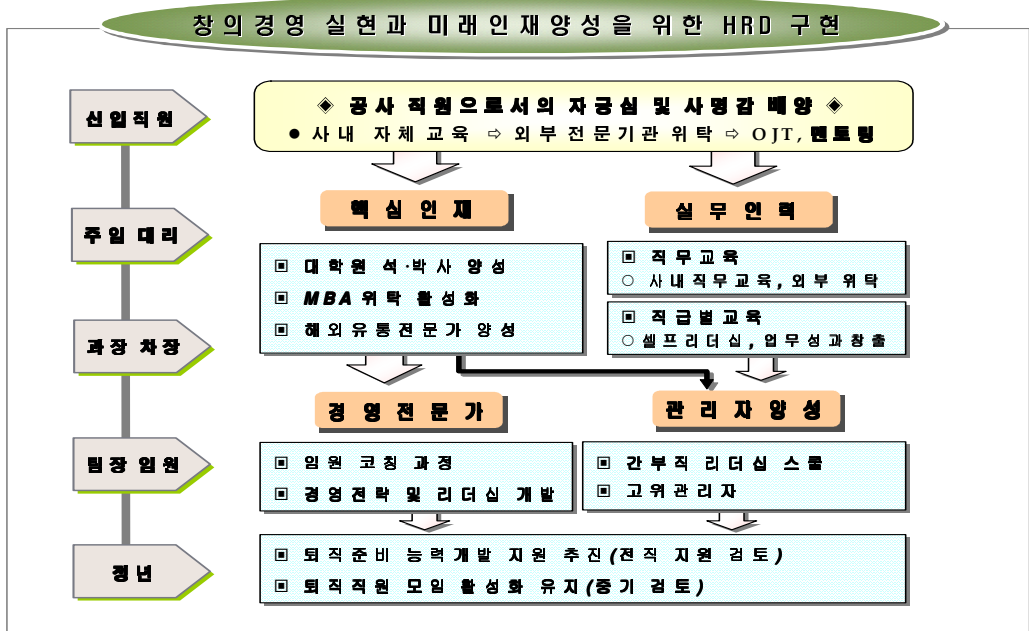 창의경영 실현과 미래인재양성을 위한 HRD 구현
신입직원
◈ 공사 직원으로서의 자긍심 및 사명감 배양 ◈
● 사내 자체 교육 ⇨ 외부 전문기관 위탁 ⇨ OJT, 멘토링
핵심인재
실무인력
주임 대리
▣ 대학원 석·박사 양성
▣ MBA 위탁 활성화
▣ 해외유통전문가 양성
▣ 직무교육
○ 사내직무교육, 외부 위탁
▣ 직급별교육
○ 셀프리더십, 업무성과창출
과장 차장
경영전문가
관리자양성
팀장 임원
▣ 임원 코칭 과정
▣ 경영전략 및 리더십 개발
▣ 간부직 리더십 스쿨
▣ 고위관리자
정년
▣ 퇴직준비 능력개발 지원 추진(전직 지원 검토)
▣ 퇴직직원 모임 활성화 유지(중기 검토)